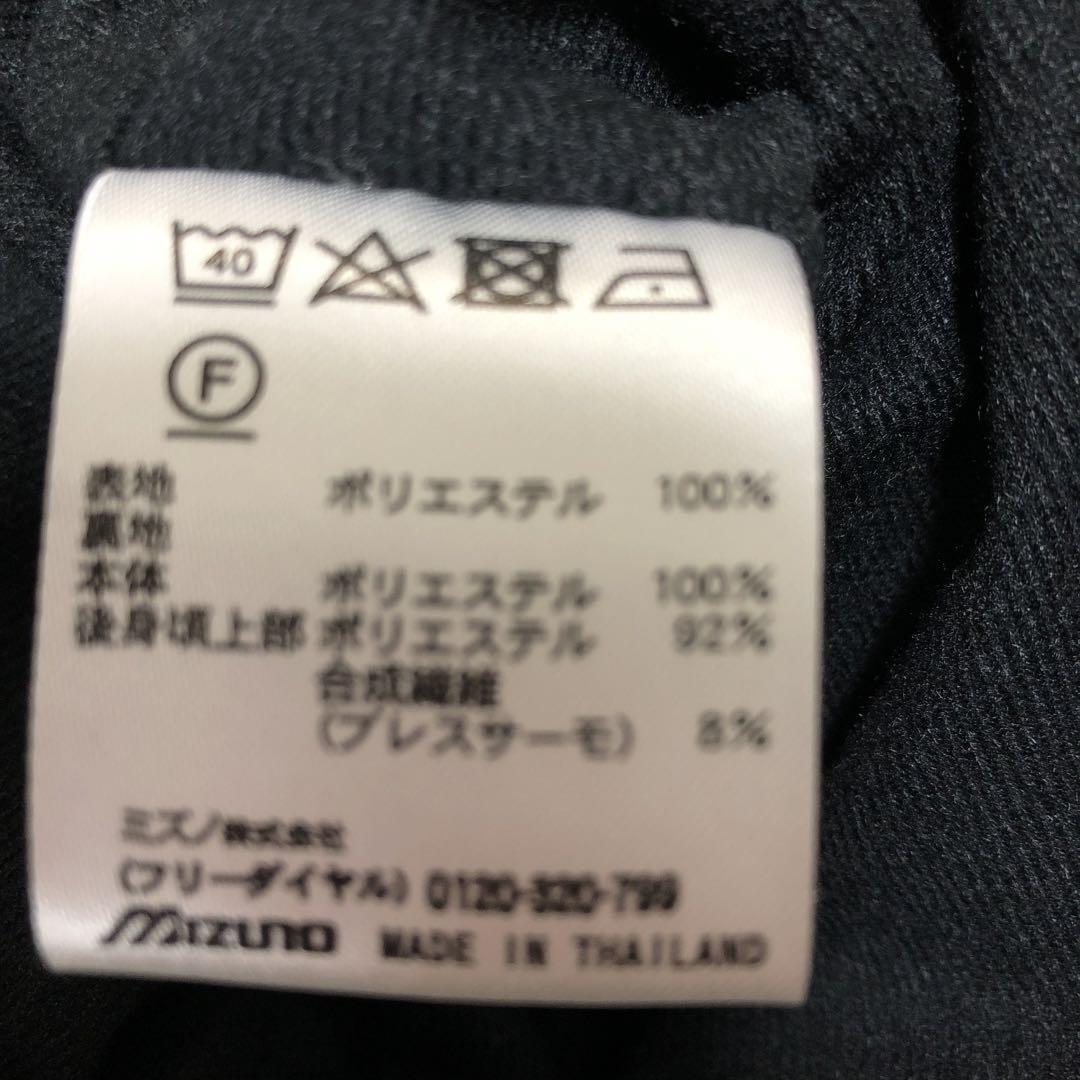 40
F
表地 ポリエステル 100%
裏地
本体 ポリエステル 100%
後身頃上部 ポリエステル 92%
合成繊維
(ブレスサーモ) 8%
ミズノ株式会社
(フリーダイヤル) 0120-320-799
MIZUNO MADE IN THAILAND